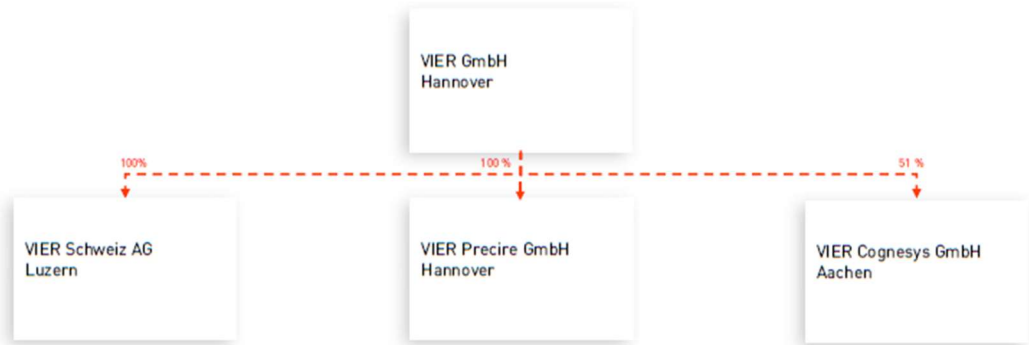 VIER GmbH
Hannover
100%
100 %
51 %
VIER Schweiz AG
Luzern
VIER Precire GmbH
Hannover
VIER Cognesys GmbH
Aachen